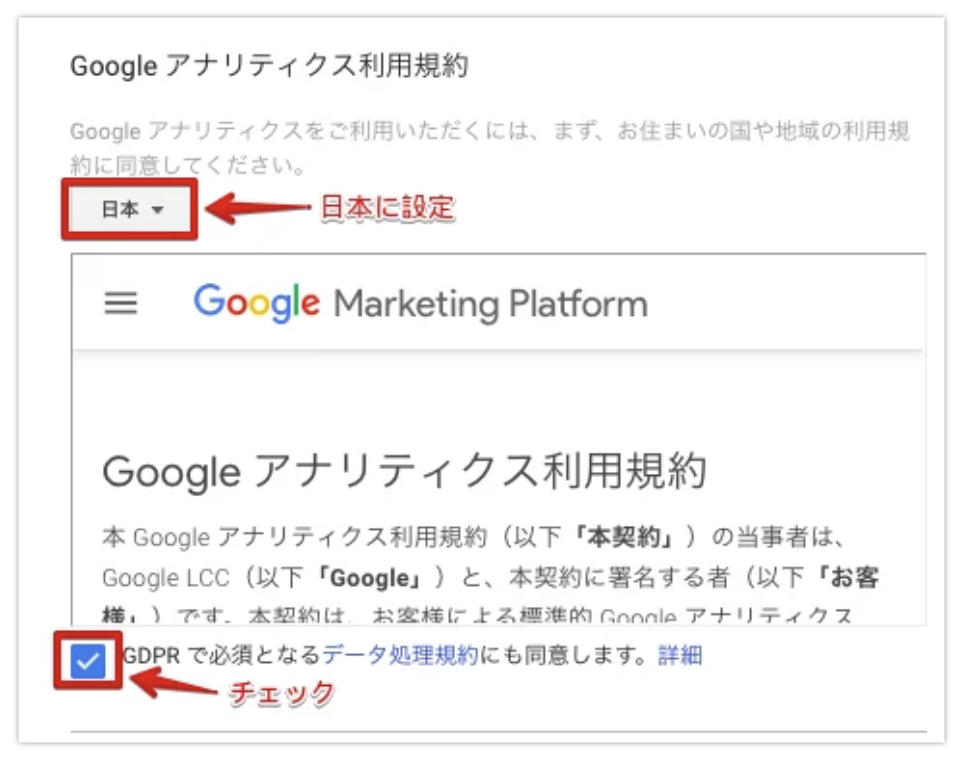 Google アナリティクス利用規約
Google アナリティクスをご利用いただくには、まず、お住まいの国や地域の利用規
約に同意してください。
日本 日本に設定
Google Marketing Platform
Google アナリティクス利用規約
本 Google アナリティクス利用規約（以下「本契約」）の当事者は、
Google LCC（以下「Google」）と、本契約に署名する者（以下「お客
様」）です。本契約は、お客様による標準的 Google アナリティクス
GDPR で必須となるデータ処理規約にも同意します。詳細
チェック